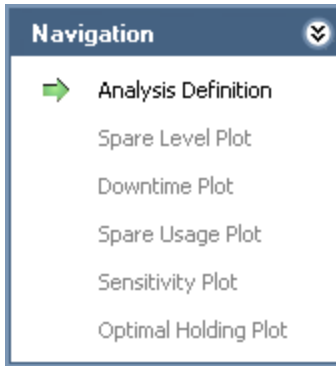 Navigation
Analysis Definition
Spare Level Plot
Downtime Plot
Spare Usage Plot
Sensitivity Plot
Optimal Holding Plot